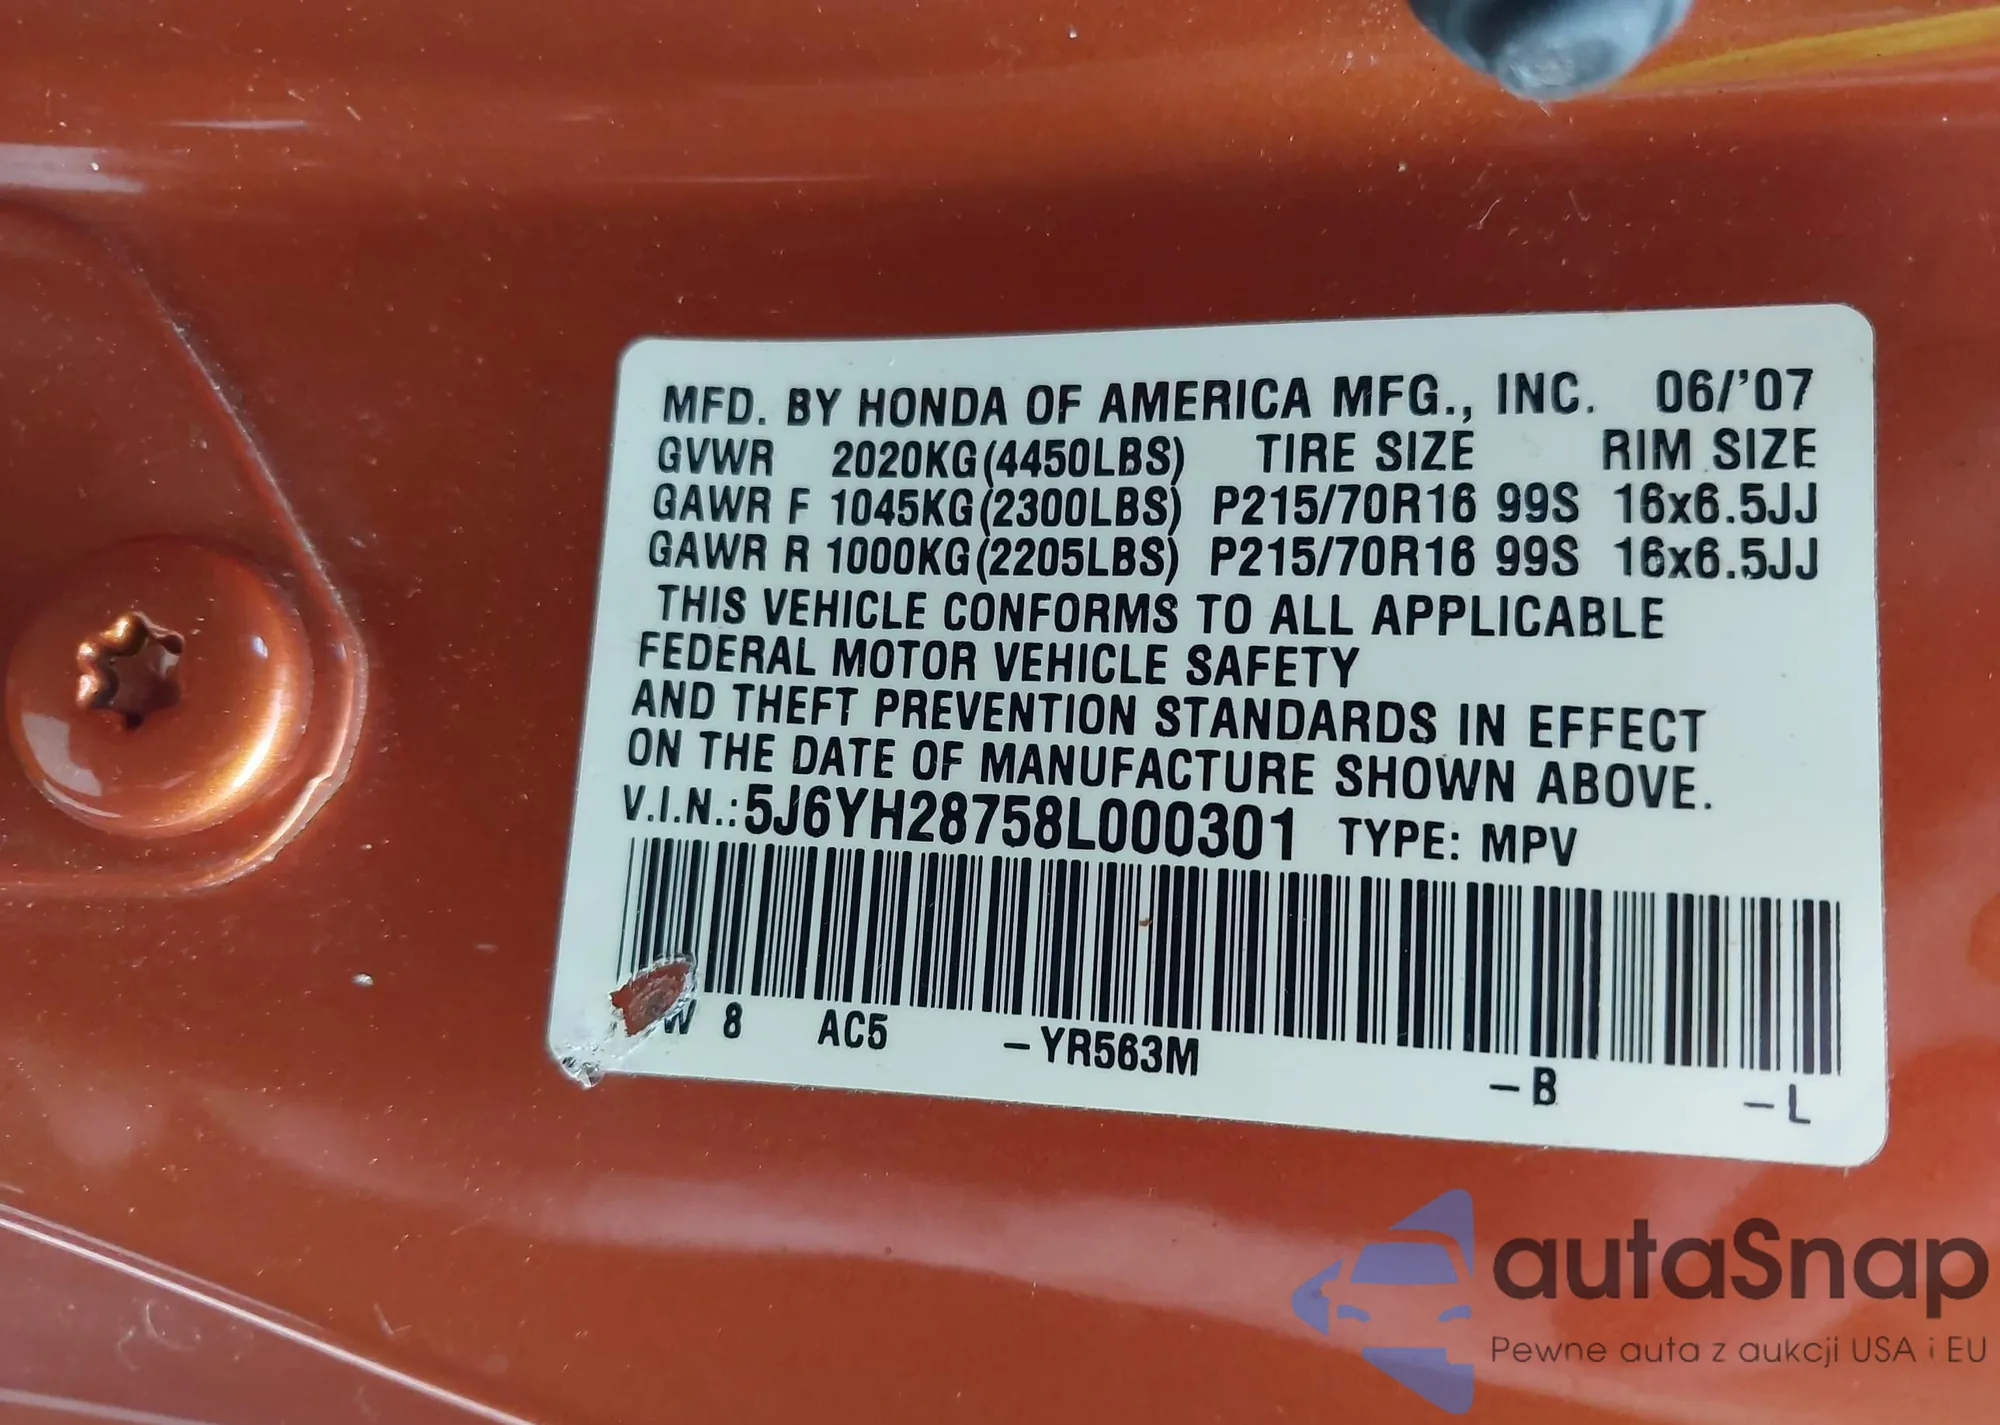 MFD. BY HONDA OF AMERICA MFG., INC. 06/'07
GVWR 2020KG(4450LBS) TIRE SIZE RIM SIZE
GAWR F 1045KG(2300LBS) P215/70R16 99S 16x6.5JJ
GAWR R 1000KG(2205LBS) P215/70R16 99S 16x6.5JJ
THIS VEHICLE CONFORMS TO ALL APPLICABLE
FEDERAL MOTOR VEHICLE SAFETY
AND THEFT PREVENTION STANDARDS IN EFFECT
ON THE DATE OF MANUFACTURE SHOWN ABOVE.
V.I.N.: 5J6YH28758L000301 TYPE: MPV
W 8 AC5 -YR563M -B -L
autaSnap
Pewne auta z aukcji USA i EU